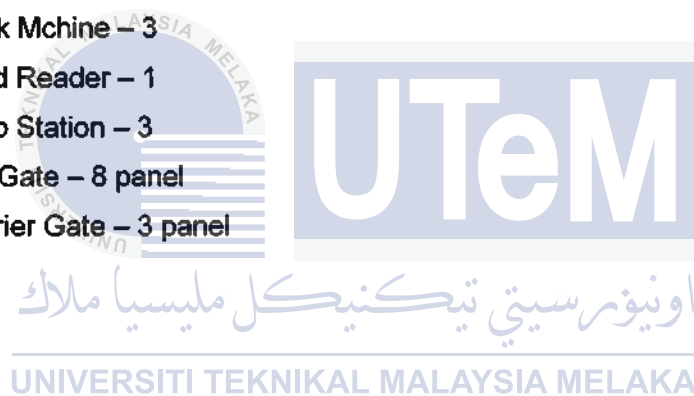 k Mchine – 3
d Reader – 1
o Station – 3
Gate – 8 panel
rier Gate – 3 panel
UTeM
اونيۏرسيتي تيكنيكل مليسيا ملاك
UNIVERSITI TEKNIKAL MALAYSIA MELAKA